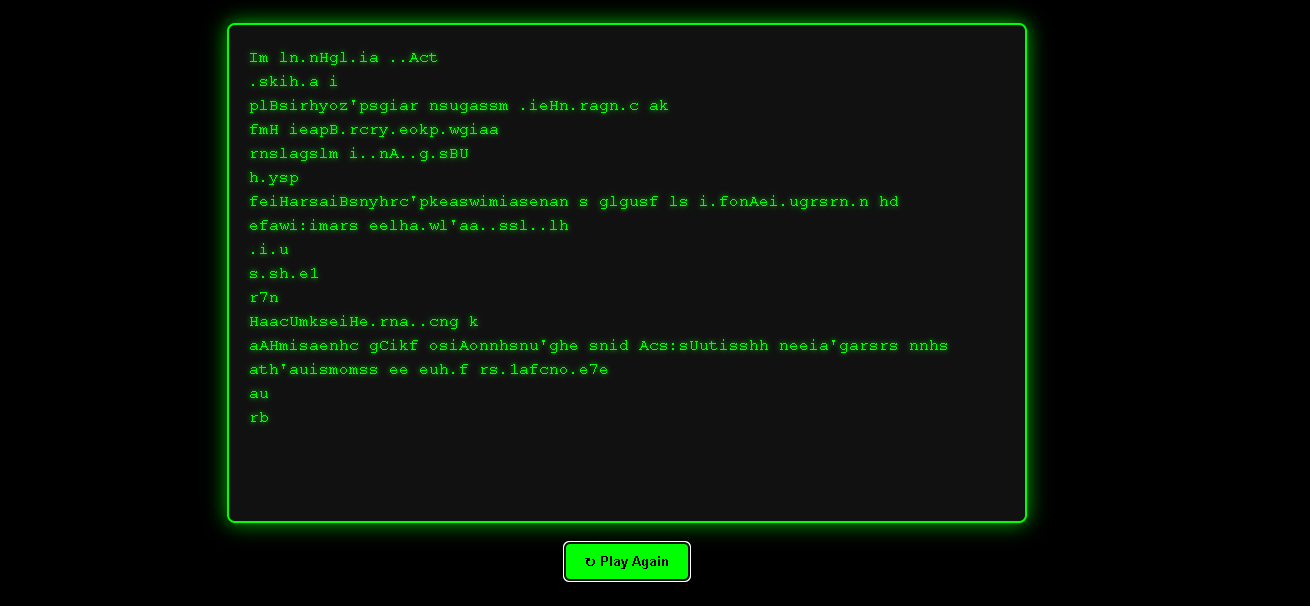 Im ln.nHgl.ia ..Act
.skih.a i
plBsirhyoz'psgiar nsugassm .ieHn.ragn.c ak
fmH ieapB.rcry.eokp.wgiaa
rnslagslm i..nA..g.sBU
h.ysp
feiHarsaiBsnyhrc'pkeaswimiasenan s glgusf ls i.fonAei.ugrsrn.n hd
efawi:imars eelha.wl'aa..ssl..lh
.i.u
s.sh.e1
r7n
HaacUmkseiHe.rna..cng k
aAHmisaenhc gCikf osiAonnhsnu'ghe snid Acs:sUutisshh neeia'garsrs nnhs
ath'auismomss ee euh.f rs.1afcno.e7e
au
rb
↻ Play Again